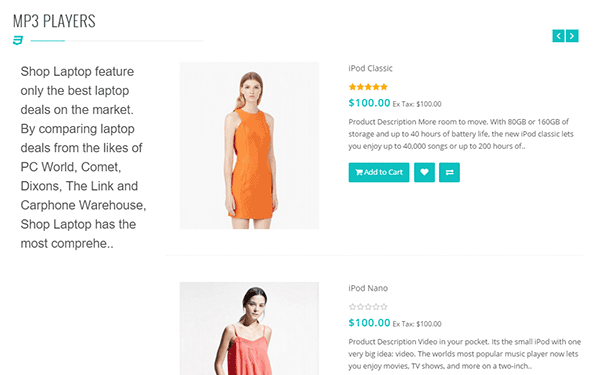 MP3 PLAYERS
Shop Laptop feature
only the best laptop
deals on the market.
By comparing laptop
deals from the likes of
PC World, Comet,
Dixons, The Link and
Carphone Warehouse,
Shop Laptop has the
most comprehe..
iPod Classic
$100.00 Ex Tax: $100.00
Product Description More room to move. With 80GB or 160GB of
storage and up to 40 hours of battery life, the new iPod classic lets
you enjoy up to 40,000 songs or up to 200 hours of..
Add to Cart
iPod Nano
$100.00 Ex Tax: $100.00
Product Description Video in your pocket. Its the small iPod with one
very big idea: video. The worlds most popular music player now lets
you enjoy movies, TV shows, and more on a two-inch..